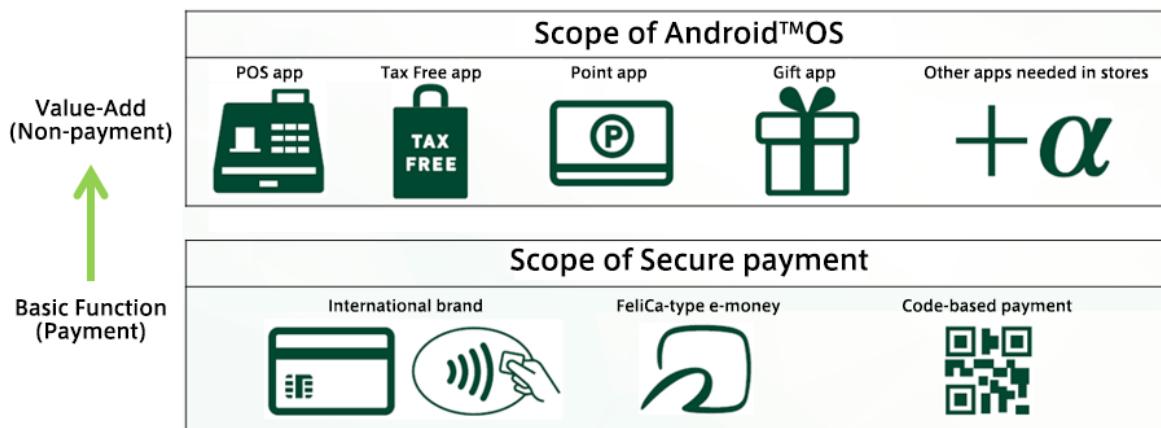 Scope of Android™OS
POS app
Tax Free app
Point app
Gift app
Other apps needed in stores
Value-Add
(Non-payment)
TAX
FREE
P
+α
Scope of Secure payment
Basic Function
(Payment)
International brand
FeliCa-type e-money
Code-based payment